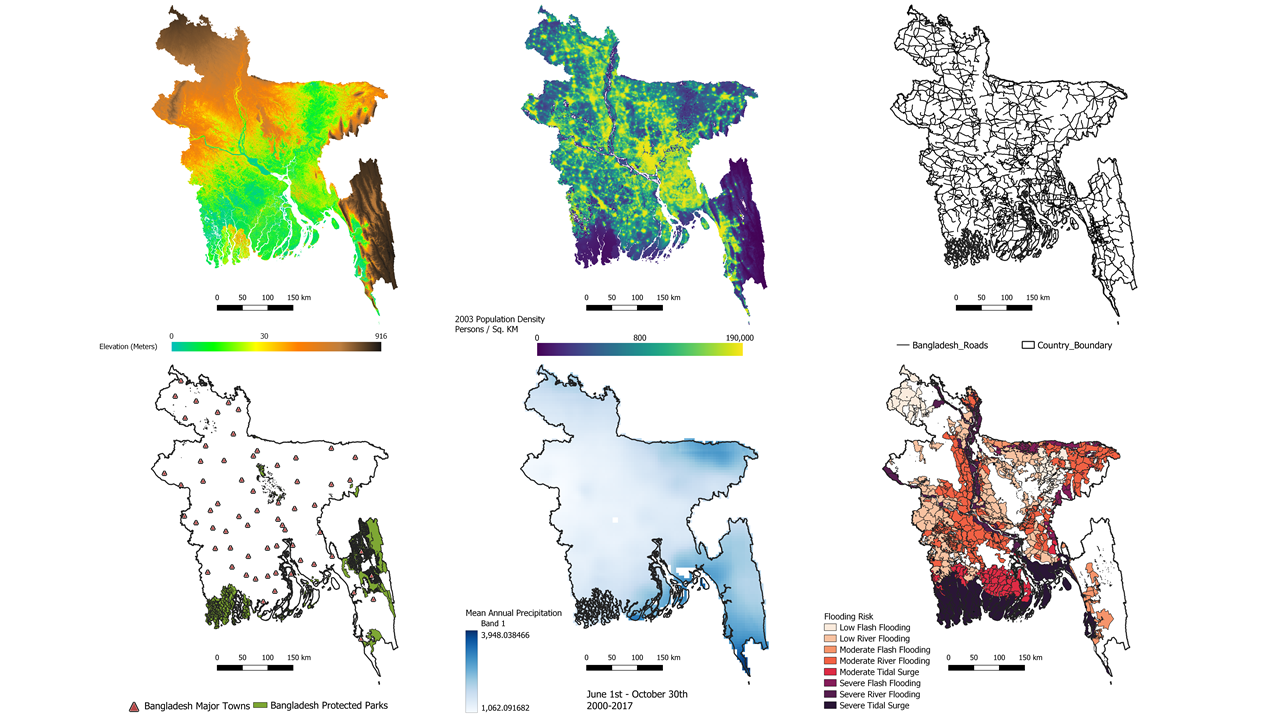 0 50 100 150 km
Elevation (Meters)
0 30 916
0 50 100 150 km
2003 Population Density
Persons / Sq. KM
0 800 190,000
0 50 100 150 km
Bangladesh_Roads Country_Boundary
0 50 100 150 km
Bangladesh Major Towns Bangladesh Protected Parks
Mean Annual Precipitation
Band 1
3,948.038466
1,062.091682
0 50 100 150 km
June 1st - October 30th
2000-2017
Flooding Risk
Low Flash Flooding
Low River Flooding
Moderate Flash Flooding
Moderate River Flooding
Moderate Tidal Surge
Severe Flash Flooding
Severe River Flooding
Severe Tidal Surge
0 50 100 150 km